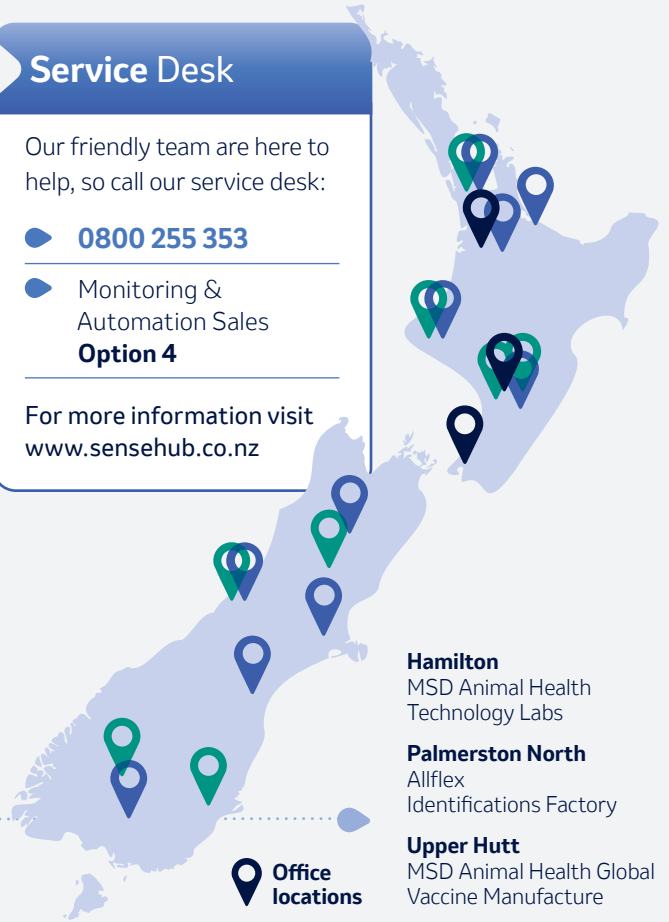 Service Desk
Our friendly team are here to
help, so call our service desk:
0800 255 353
Monitoring &
Automation Sales
Option 4
For more information visit
www.sensehub.co.nz
Hamilton
MSD Animal Health
Technology Labs
Palmerston North
Allflex
Identifications Factory
Upper Hutt
MSD Animal Health Global
Vaccine Manufacture
Office
locations